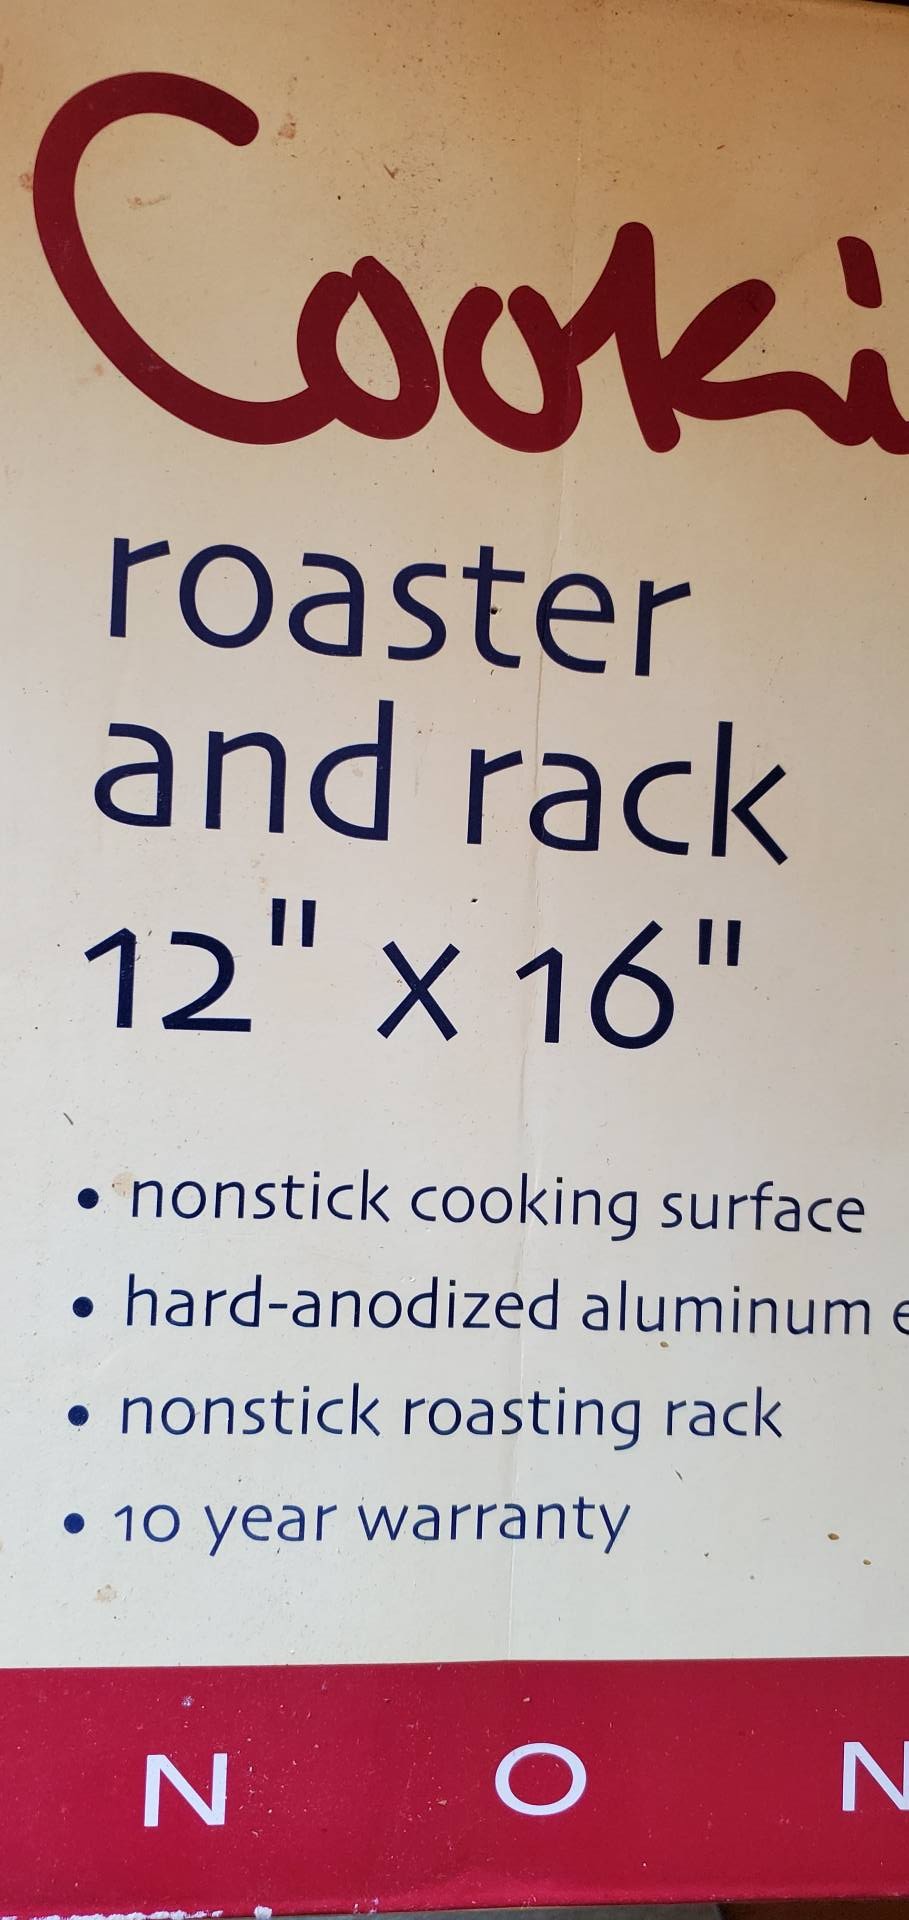 Cooki
roaster
and rack
12" x 16"
• nonstick cooking surface
• hard-anodized aluminum
• nonstick roasting rack
• 10 year warranty
N O N